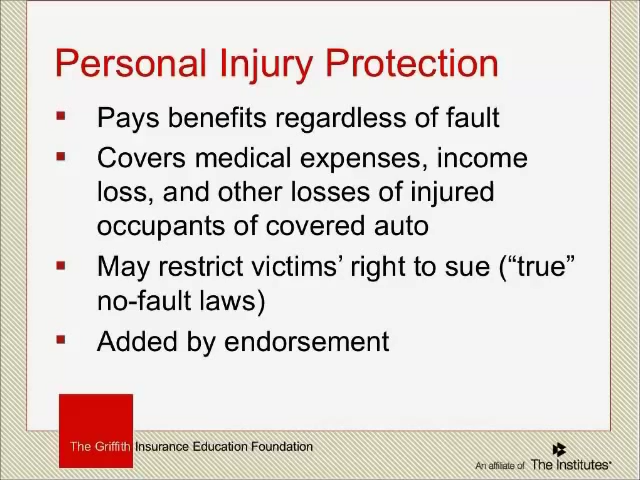 Personal Injury Protection
▪ Pays benefits regardless of fault
▪ Covers medical expenses, income
loss, and other losses of injured
occupants of covered auto
▪ May restrict victims’ right to sue (“true”
no-fault laws)
▪ Added by endorsement
The Griffith Insurance Education Foundation
An affiliate of The Institutes